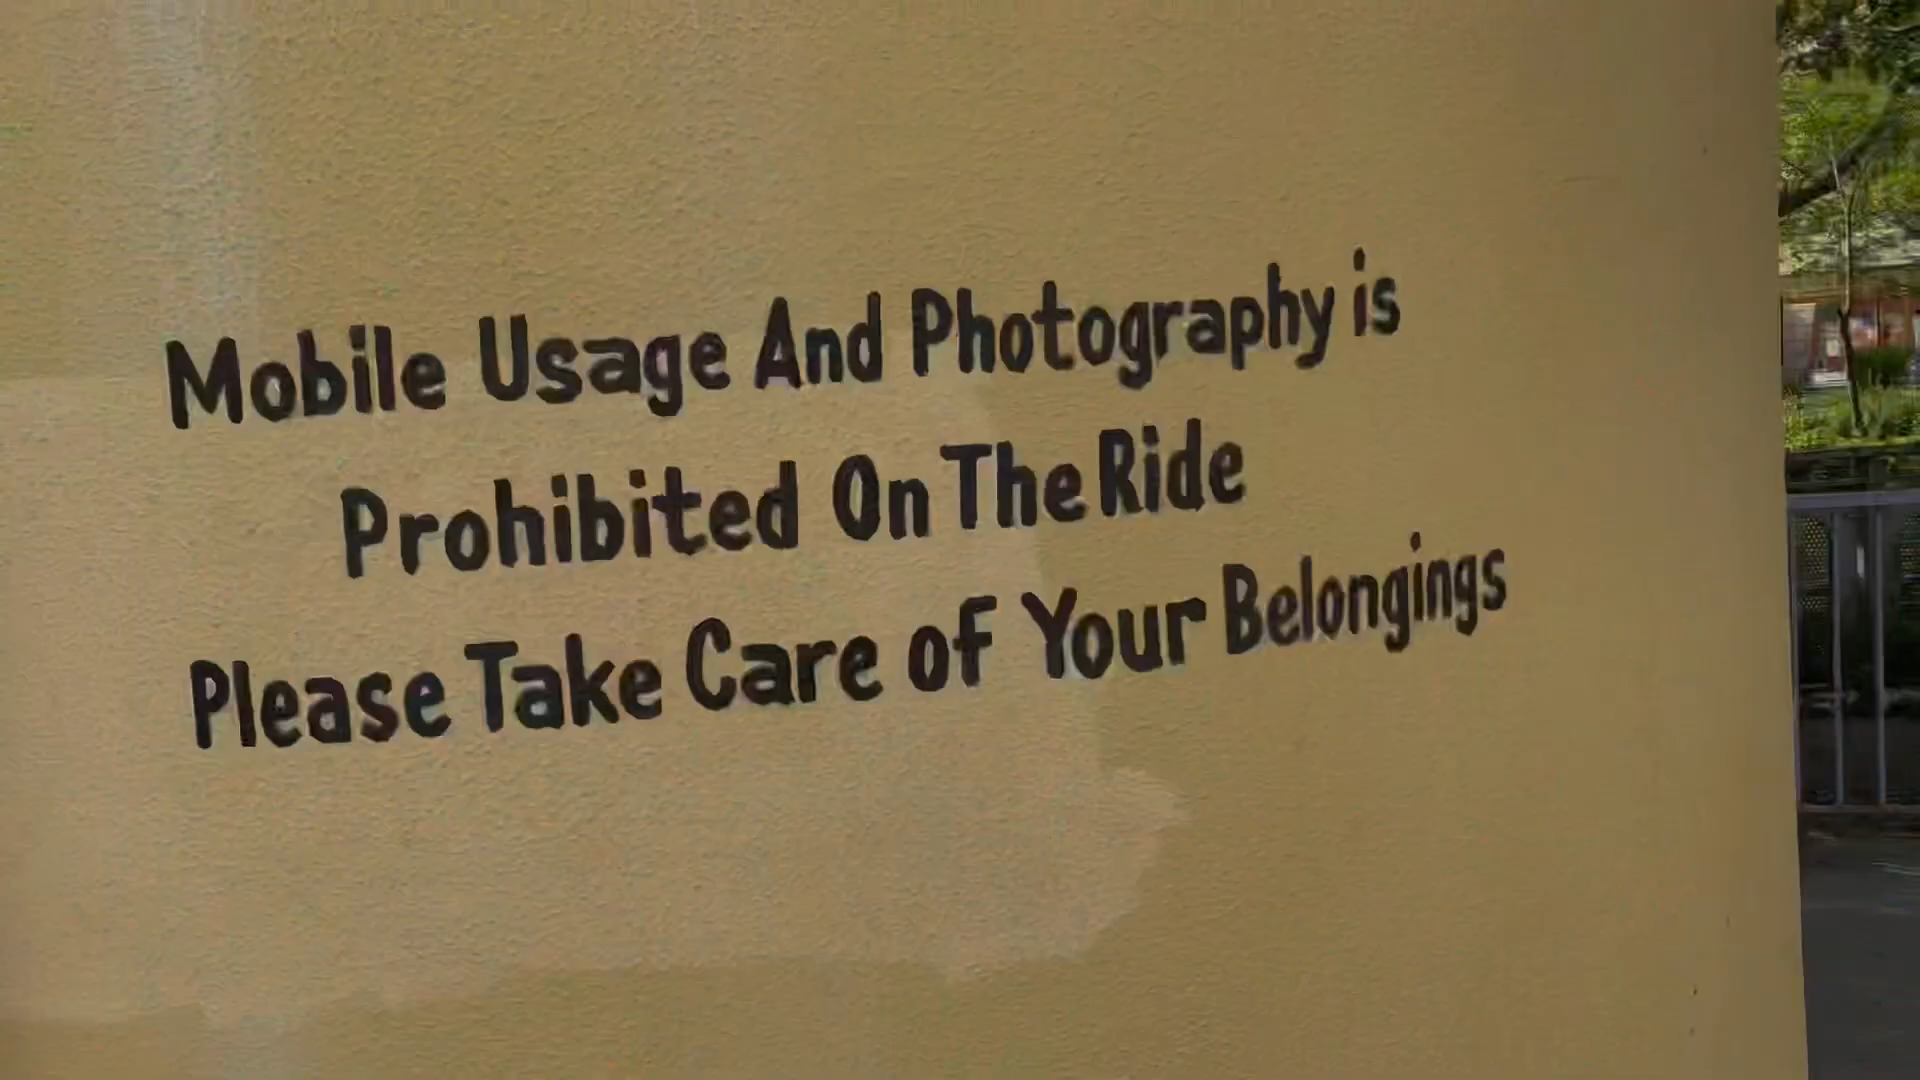 Mobile Usage And Photography is
Prohibited On The Ride
Please Take Care of Your Belongings